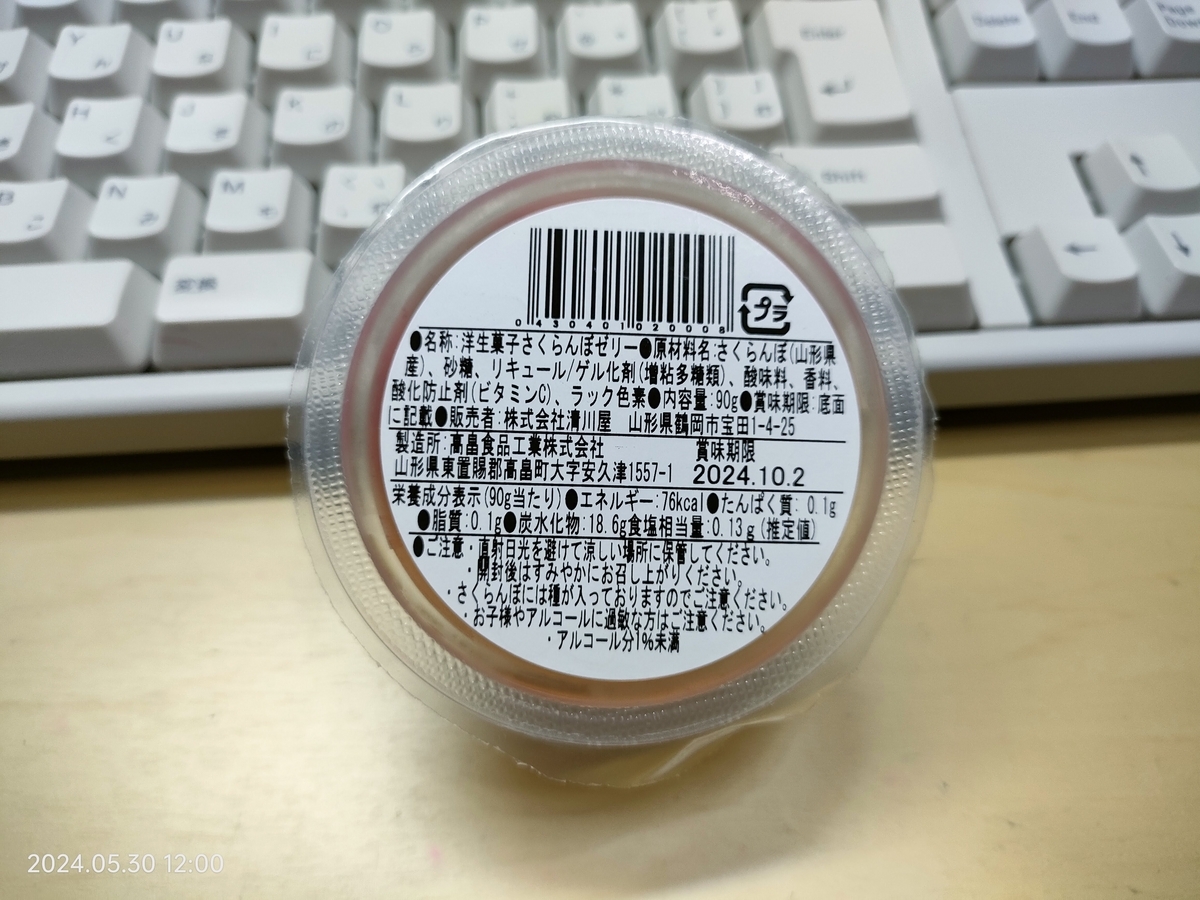 Y
U
I
Enter
Delete
End
Page Down
H
J
K
L
Shift
B
N
M
変換
↑
←
↓
0430401020008
プラ
●名称:洋生菓子さくらんぼゼリー●原材料名:さくらんぼ(山形県
産)、砂糖、リキュール/ゲル化剤(増粘多糖類)、酸味料、香料、
酸化防止剤(ビタミンC)、ラック色素●内容量:90g●賞味期限:底面
に記載●販売者:株式会社清川屋 山形県鶴岡市宝田1-4-25
製造所:高畠食品工業株式会社 賞味期限
山形県東置賜郡高畠町大字安久津1557-1 2024.10.2
栄養成分表示(90g当たり)●エネルギー:76kcal●たんぱく質: 0.1g
●脂質:0.1g●炭水化物:18.6g食塩相当量:0.13g(推定値)
●ご注意・直射日光を避けて涼しい場所に保管してください。
・開封後はすみやかにお召し上がりください。
・さくらんぼには種が入っておりますのでご注意ください。
・お子様やアルコールに過敏な方はご注意ください。
・アルコール分1%未満
2024.05.30 12:00